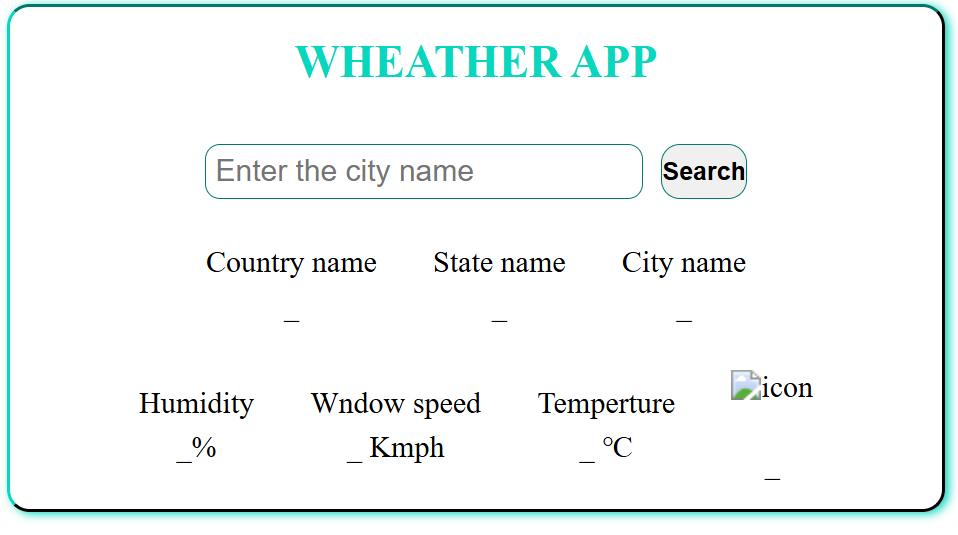 WHEATHER APP
Enter the city name
Search
Country name State name City name
_ _ _
icon
Humidity Wndow speed Temperture
_% _ Kmph _ °C
_